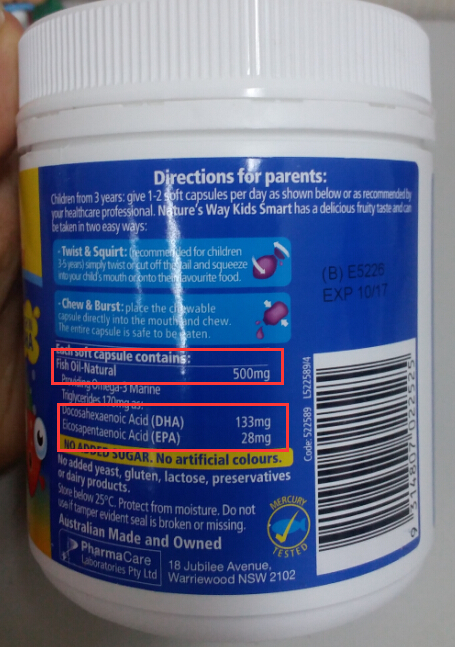 Directions for parents:
Children from 3 years: give 1-2 soft capsules per day as shown below or as recommended by
your healthcare professional. Nature's Way Kids Smart has a delicious fruity taste and can
be taken in two easy ways:
· Twist & Squirt: (recommended for children
3-5 years) simply twist or cut off the tail and squeeze
into your child's mouth or onto their favourite food.
· Chew & Burst: place the chewable
capsule directly into the mouth and chew.
The entire capsule is safe to be eaten.
(B) E5226
EXP 10/17
Each soft capsule contains:
Fish Oil-Natural 500mg
Providing Omega-3 Marine
Triglycerides 170mg as:
Docosahexaenoic Acid (DHA) 133mg
Eicosapentaenoic Acid (EPA) 28mg
NO ADDED SUGAR. No artificial colours.
No added yeast, gluten, lactose, preservatives
or dairy products.
Store below 25°C. Protect from moisture. Do not
use if tamper evident seal is broken or missing.
Australian Made and Owned
PharmaCare
Laboratories Pty Ltd
18 Jubilee Avenue,
Warriewood NSW 2102
MERCURY
TESTED
Code: 522589 L522589/4
9 314807 022525